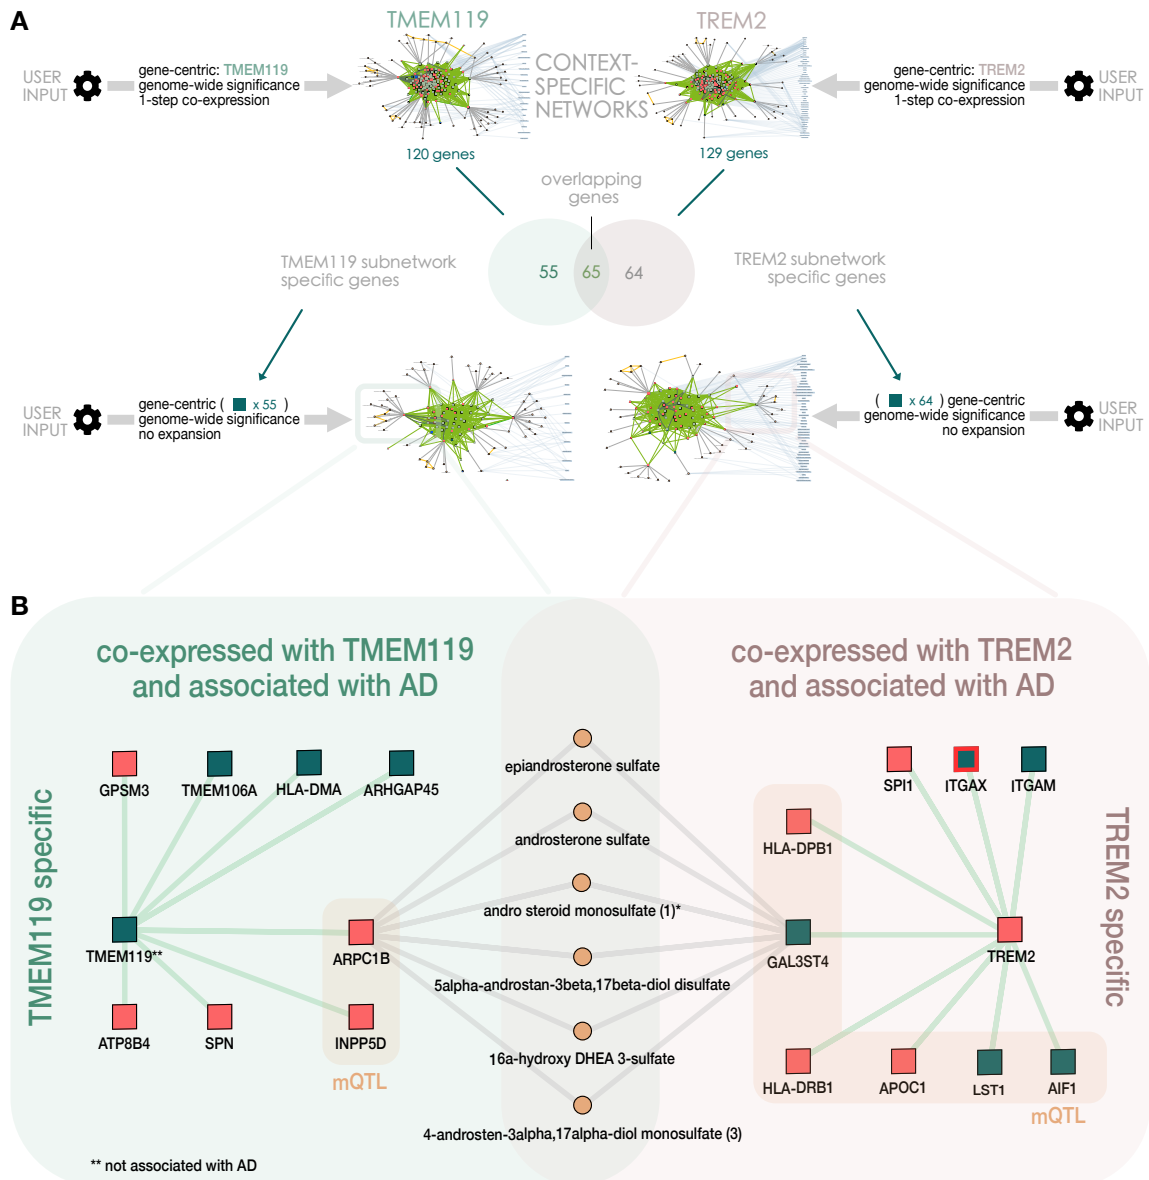 A
TMEM119
TREM2
USER
INPUT
gene-centric: TMEM119
genome-wide significance
1-step co-expression
CONTEXT-
SPECIFIC
NETWORKS
gene-centric: TREM2
genome-wide significance
1-step co-expression
USER
INPUT
120 genes
129 genes
overlapping
genes
55
65
64
TMEM119 subnetwork
specific genes
TREM2 subnetwork
specific genes
USER
INPUT
gene-centric ( x 55 )
genome-wide significance
no expansion
( x 64 ) gene-centric
genome-wide significance
no expansion
USER
INPUT
B
co-expressed with TMEM119
and associated with AD
co-expressed with TREM2
and associated with AD
TMEM119 specific
TREM2 specific
GPSM3
TMEM106A
HLA-DMA
ARHGAP45
TMEM119**
ARPC1B
ATP8B4
SPN
INPP5D
mQTL
epiandrosterone sulfate
androsterone sulfate
andro steroid monosulfate (1)*
5alpha-androstan-3beta,17beta-diol disulfate
16a-hydroxy DHEA 3-sulfate
4-androsten-3alpha,17alpha-diol monosulfate (3)
SPI1
ITGAX
ITGAM
HLA-DPB1
GAL3ST4
TREM2
HLA-DRB1
APOC1
LST1
AIF1
mQTL
** not associated with AD